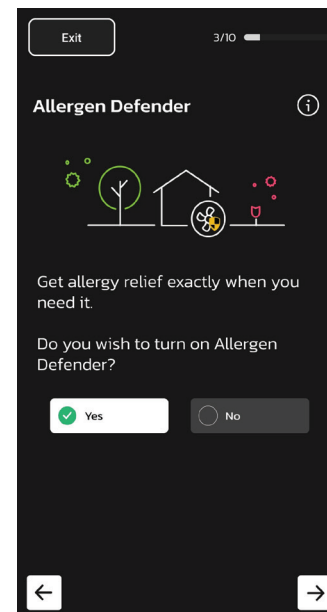 Exit
3/10
Allergen Defender
Get allergy relief exactly when you
need it.
Do you wish to turn on Allergen
Defender?
Yes
No